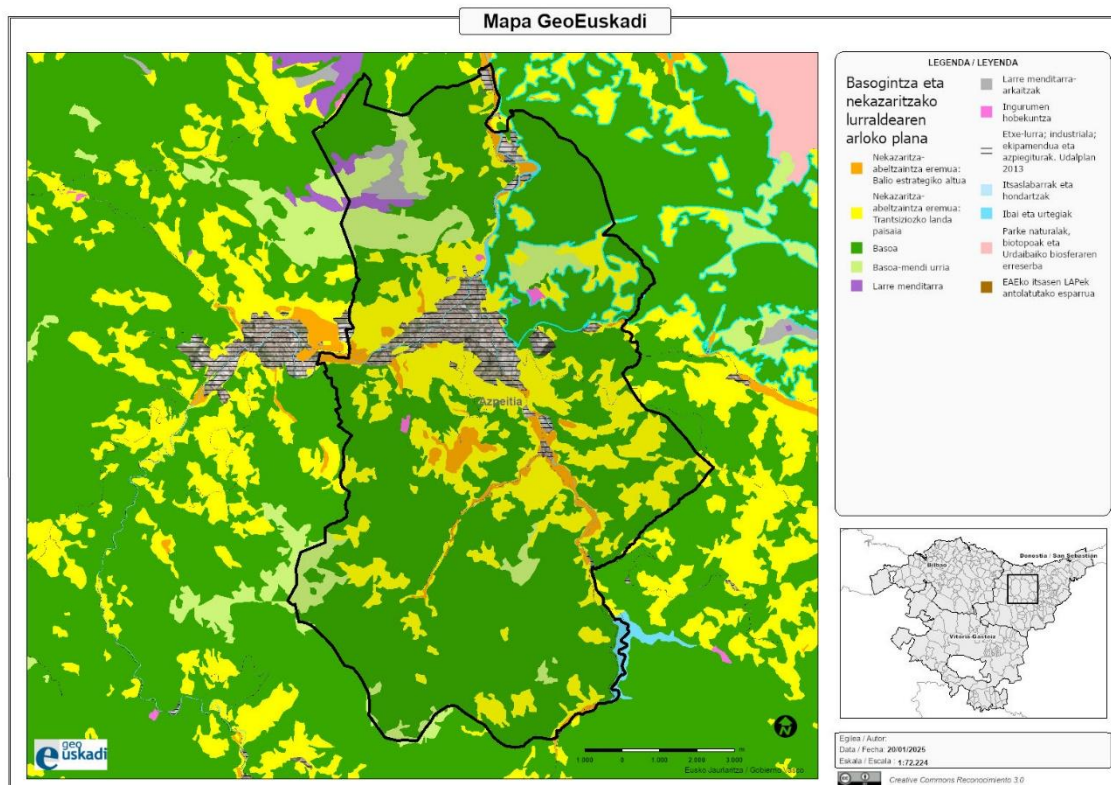 Mapa GeoEuskadi
Azpeitia
geo
euskadi
1.000 0 1.000 2.000 3.000 m
Eusko Jaurlaritza / Gobierno Vasco
LEGENDA / LEYENDA
Basogintza eta
nekazaritzako
lurraldearen
arloko plana
Nekazaritza-
abeltzaintza eremua:
Balio estrategiko altua
Nekazaritza-
abeltzaintza eremua:
Trantsiziozko landa
paisaia
Basoa
Basoa-mendi urria
Larre menditarra
Larre menditarra-
arkaitzak
Ingurumen
hobekuntza
Etxe-lurra; industriala;
ekipamendua eta
azpiegiturak. Udalplan
2013
Itsaslabarrak eta
hondartzak
Ibai eta urtegiak
Parke naturalak,
biotopoak eta
Urdaibaiko biosferaren
erreserba
EAEko itsasen LAPek
antolatutako esparrua
Donostia / San Sebastián
Bilbao
Vitoria-Gasteiz
N
Egilea / Autor:
Data / Fecha 20/01/2025
Eskala / Escala : 1:72.224
Creative Commons Reconocimiento 3.0